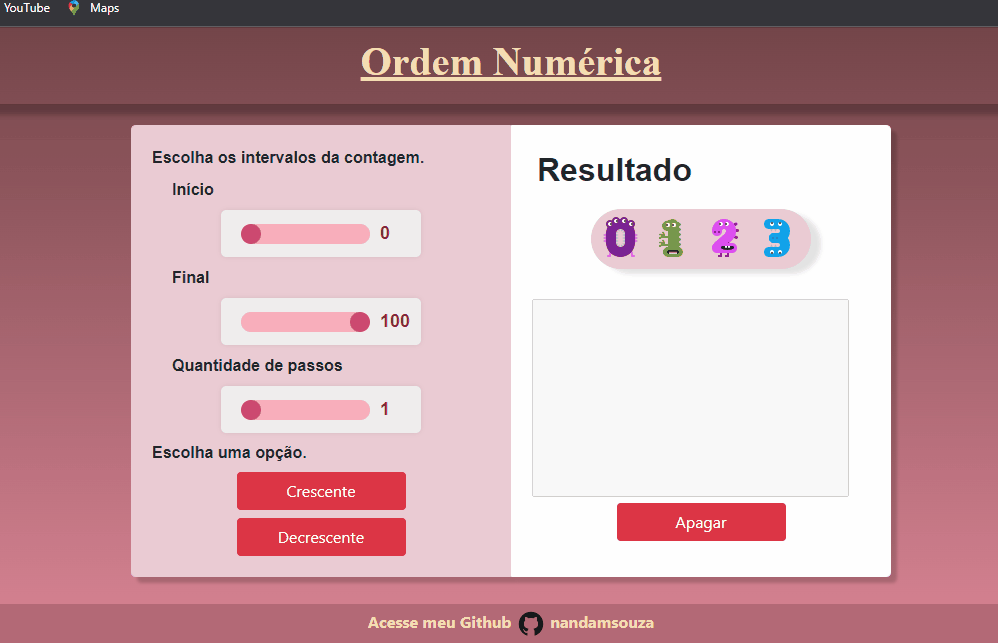 YouTube Maps
Ordem Numérica
Escolha os intervalos da contagem.
Início
0
Final
100
Quantidade de passos
1
Escolha uma opção.
Crescente
Decrescente
Resultado
0 1 2 3
Apagar
Acesse meu Github nandamsouza